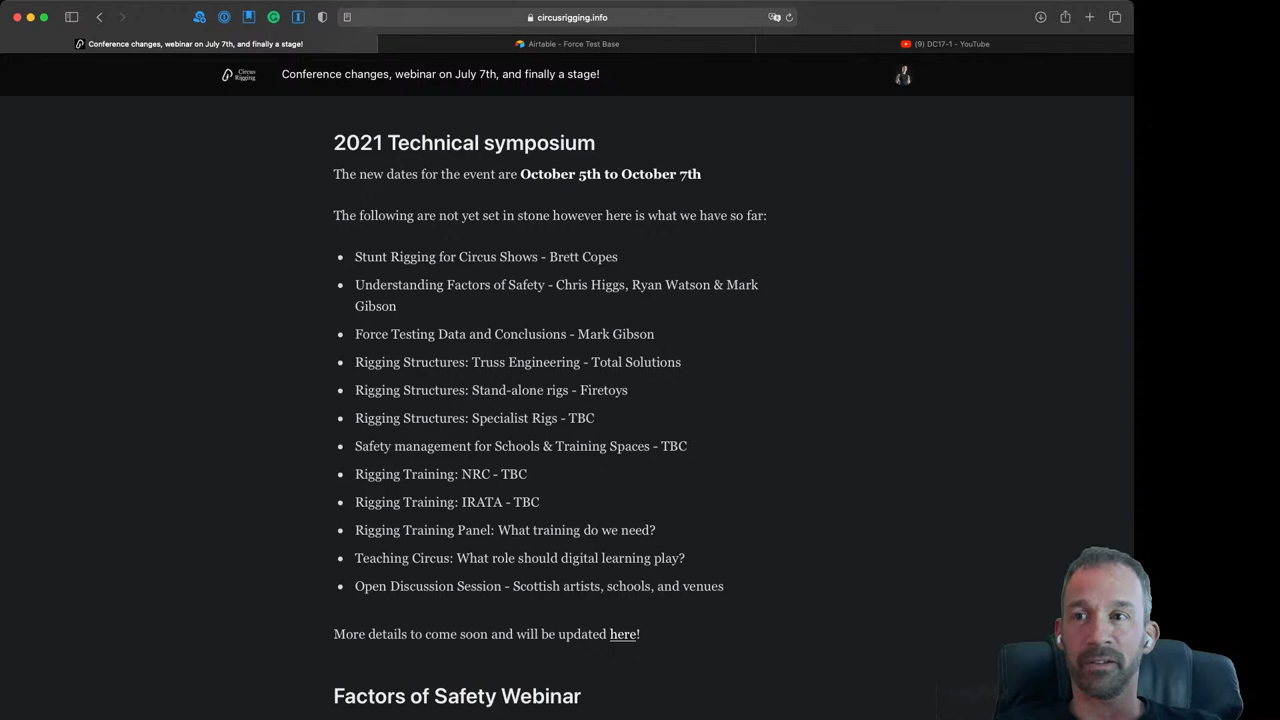 circusrigging.info
Conference changes, webinar on July 7th, and finally a stage!
Airtable - Force Test Base
(9) DC17-1 - YouTube
Circus
Rigging
Conference changes, webinar on July 7th, and finally a stage!
2021 Technical symposium
The new dates for the event are October 5th to October 7th
The following are not yet set in stone however here is what we have so far:
• Stunt Rigging for Circus Shows - Brett Copes
• Understanding Factors of Safety - Chris Higgs, Ryan Watson & Mark
Gibson
• Force Testing Data and Conclusions - Mark Gibson
• Rigging Structures: Truss Engineering - Total Solutions
• Rigging Structures: Stand-alone rigs - Firetoys
• Rigging Structures: Specialist Rigs - TBC
• Safety management for Schools & Training Spaces - TBC
• Rigging Training: NRC - TBC
• Rigging Training: IRATA - TBC
• Rigging Training Panel: What training do we need?
• Teaching Circus: What role should digital learning play?
• Open Discussion Session - Scottish artists, schools, and venues
More details to come soon and will be updated here!
Factors of Safety Webinar